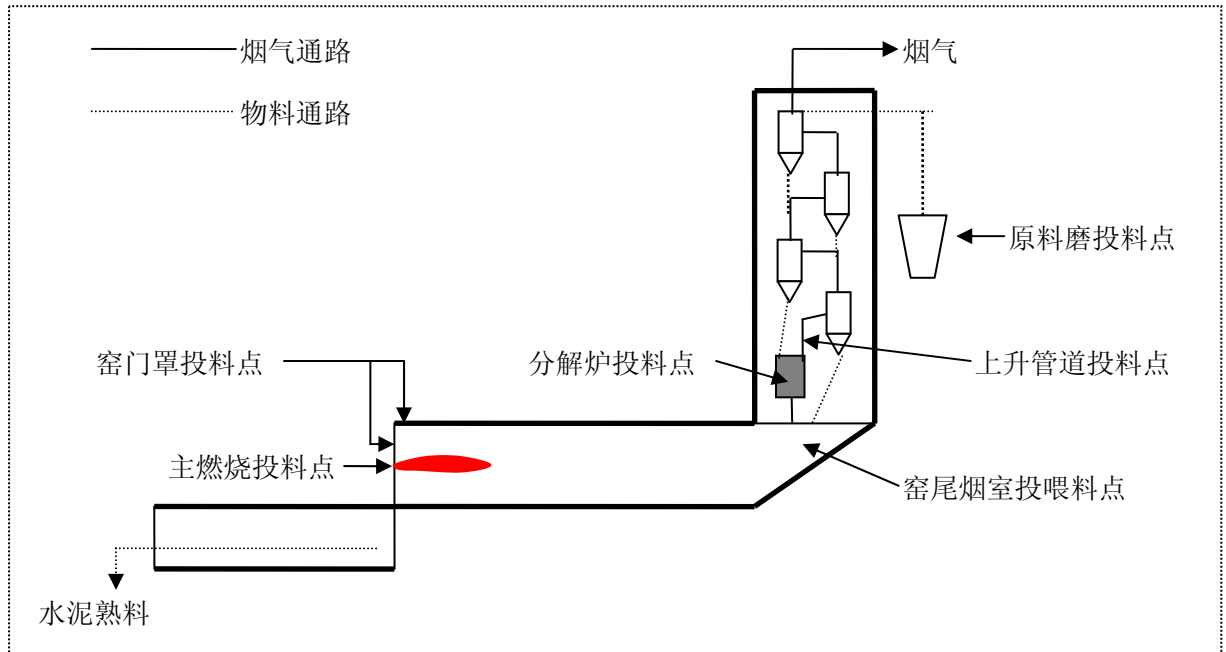 烟气通路
烟气
物料通路
原料磨投料点
窑门罩投料点
分解炉投料点
上升管道投料点
主燃烧投料点
窑尾烟室投喂料点
水泥熟料